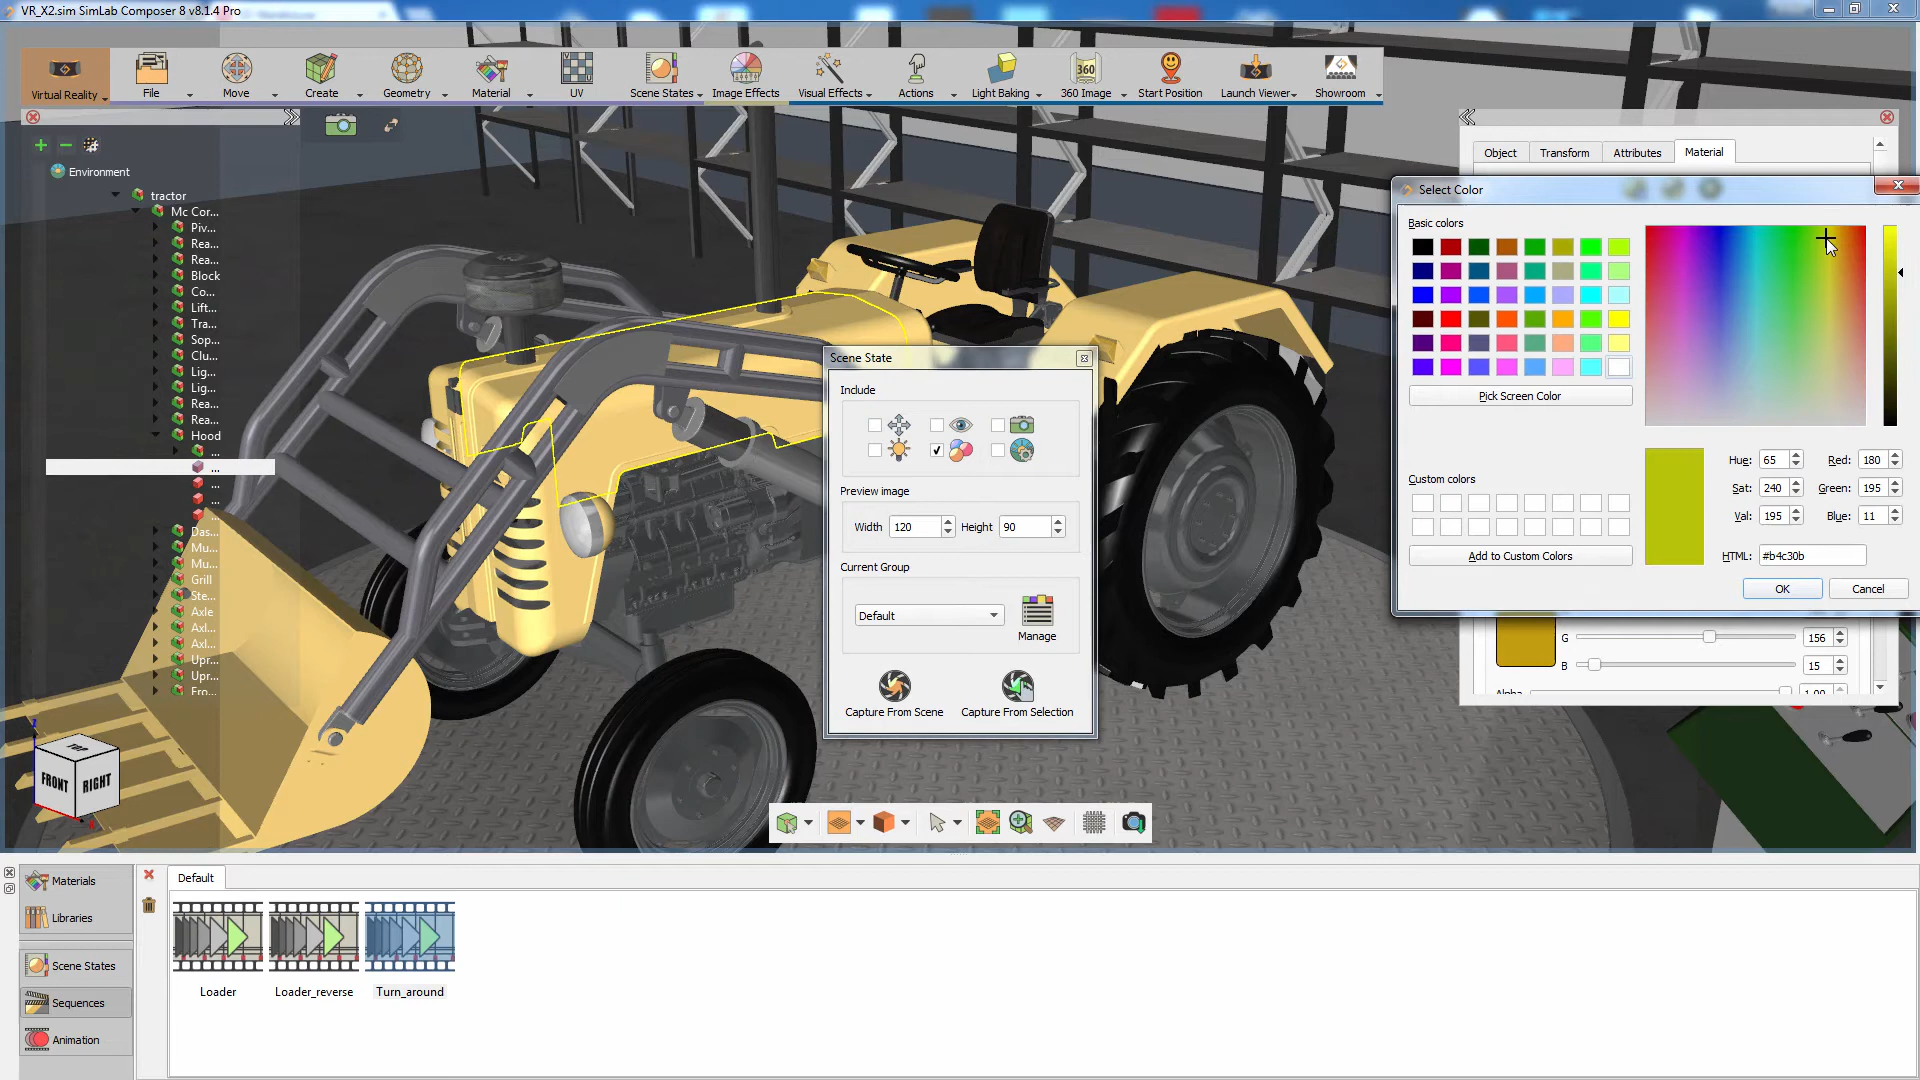 VR_X2.sim SimLab Composer 8 v8.1.4 Pro
Virtual Reality
File
Move
Create
Geometry
Material
UV
Scene States
Image Effects
Visual Effects
Actions
Light Baking
360
360 Image
Start Position
Launch Viewer
Showroom
Environment
tractor
Mc Cor...
Piv...
Rea...
Rea...
Block
Co...
Lift...
Tra...
Sop...
Clu...
Lig...
Lig...
Rea...
Rea...
Hood
...
...
...
...
...
Das...
Mu...
Mu...
Grill
Ste...
Axle
Axl...
Axl...
Upr...
Upr...
Fro...
TOP
FRONT
RIGHT
Scene State
Include
Preview image
Width 120 Height 90
Current Group
Default
Manage
Capture From Scene
Capture From Selection
Object
Transform
Attributes
Material
Select Color
Basic colors
Pick Screen Color
Custom colors
Add to Custom Colors
Hue: 65 Red: 180
Sat: 240 Green: 195
Val: 195 Blue: 11
HTML: #b4c30b
OK
Cancel
G 156
B 15
Alpha 1.00
Materials
Libraries
Scene States
Sequences
Animation
Default
Loader
Loader_reverse
Turn_around